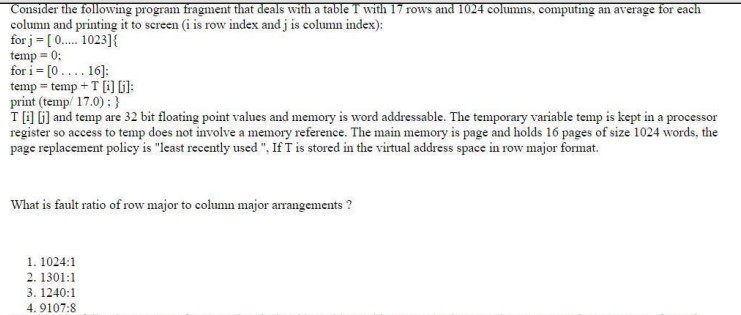 Consider the following program fragment that deals with a table T with 17 rows and 1024 columns, computing an average for each
column and printing it to screen (i is row index and j is column index):
for j = [ 0..... 1023]{
temp = 0;
for i = [0 . . . . 16];
temp = temp + T [i] [j];
print (temp/ 17.0) ; }
T [i] [j] and temp are 32 bit floating point values and memory is word addressable. The temporary variable temp is kept in a processor
register so access to temp does not involve a memory reference. The main memory is page and holds 16 pages of size 1024 words, the
page replacement policy is "least recently used ", If T is stored in the virtual address space in row major format.
What is fault ratio of row major to column major arrangements ?
1. 1024:1
2. 1301:1
3. 1240:1
4. 9107:8